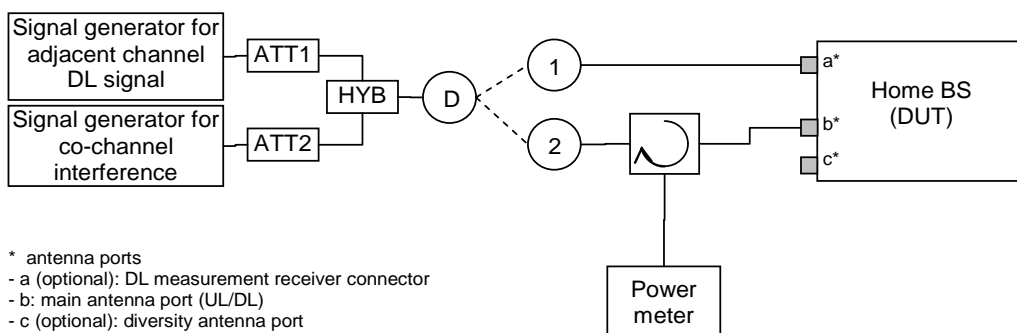 Signal generator for
adjacent channel
DL signal
ATT1
Signal generator for
co-channel
interference
ATT2
HYB
D
1
2
a*
b*
c*
Home BS
(DUT)
Power
meter
* antenna ports
- a (optional): DL measurement receiver connector
- b: main antenna port (UL/DL)
- c (optional): diversity antenna port